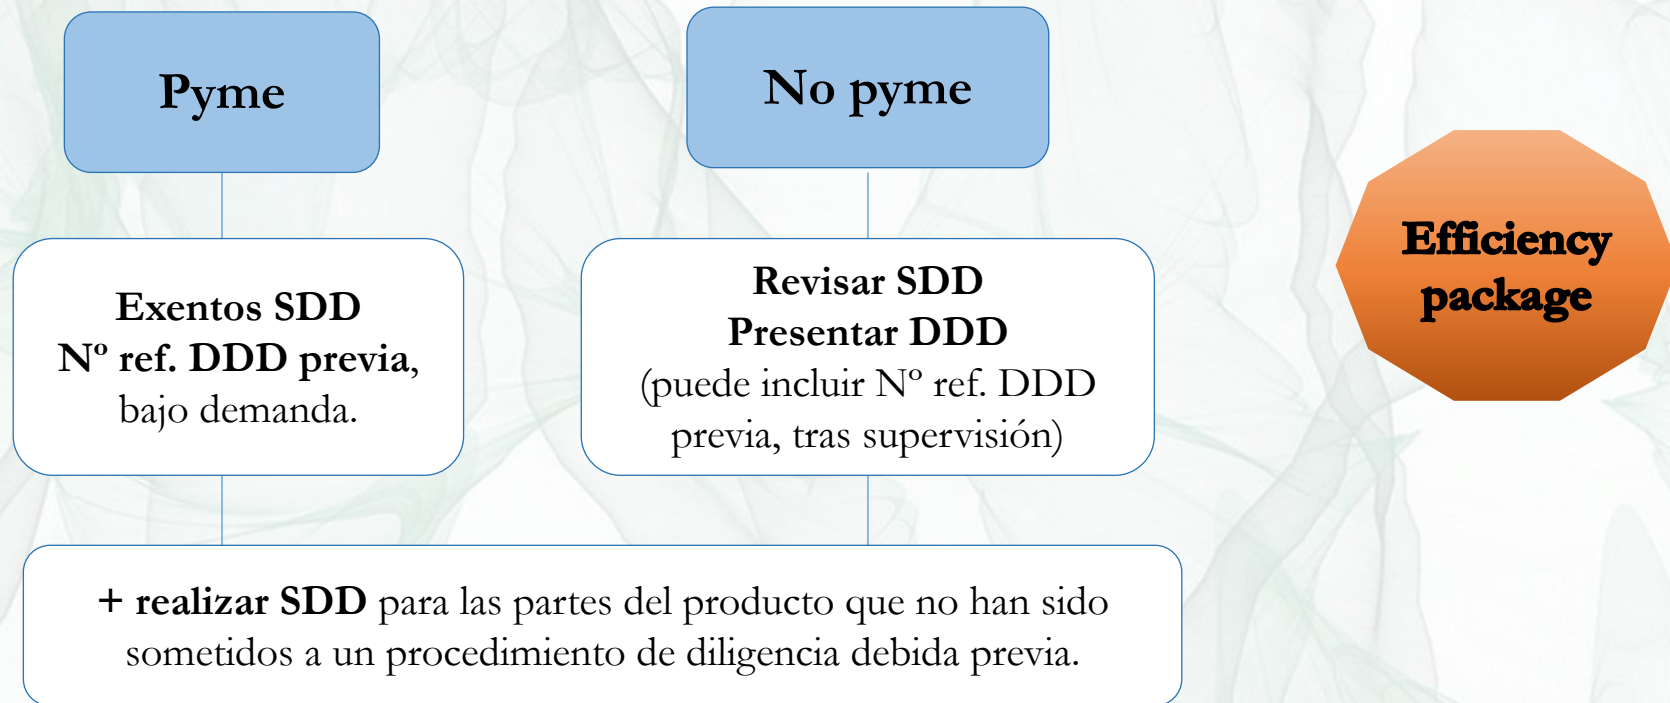 Pyme
No pyme
Exentos SDD
Nº ref. DDD previa,
bajo demanda.
Revisar SDD
Presentar DDD
(puede incluir Nº ref. DDD
previa, tras supervisión)
Efficiency
package
+ realizar SDD para las partes del producto que no han sido
sometidos a un procedimiento de diligencia debida previa.